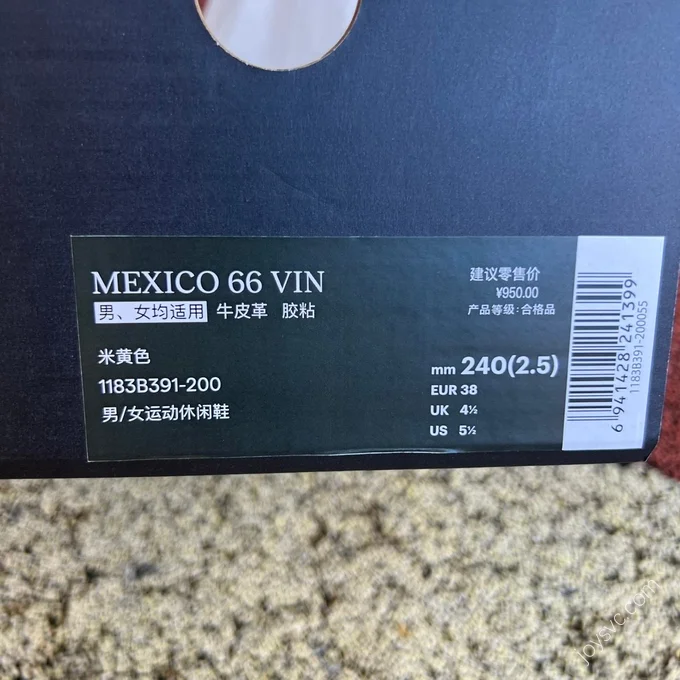 MEXICO 66 VIN
男、女均适用 牛皮革 胶粘
建议零售价
¥950.00
产品等级:合格品
米黄色
1183B391-200
男/女运动休闲鞋
mm 240(2.5)
EUR 38
UK 4½
US 5½
6 941428 241399
1183B391-200055
joysvc.com